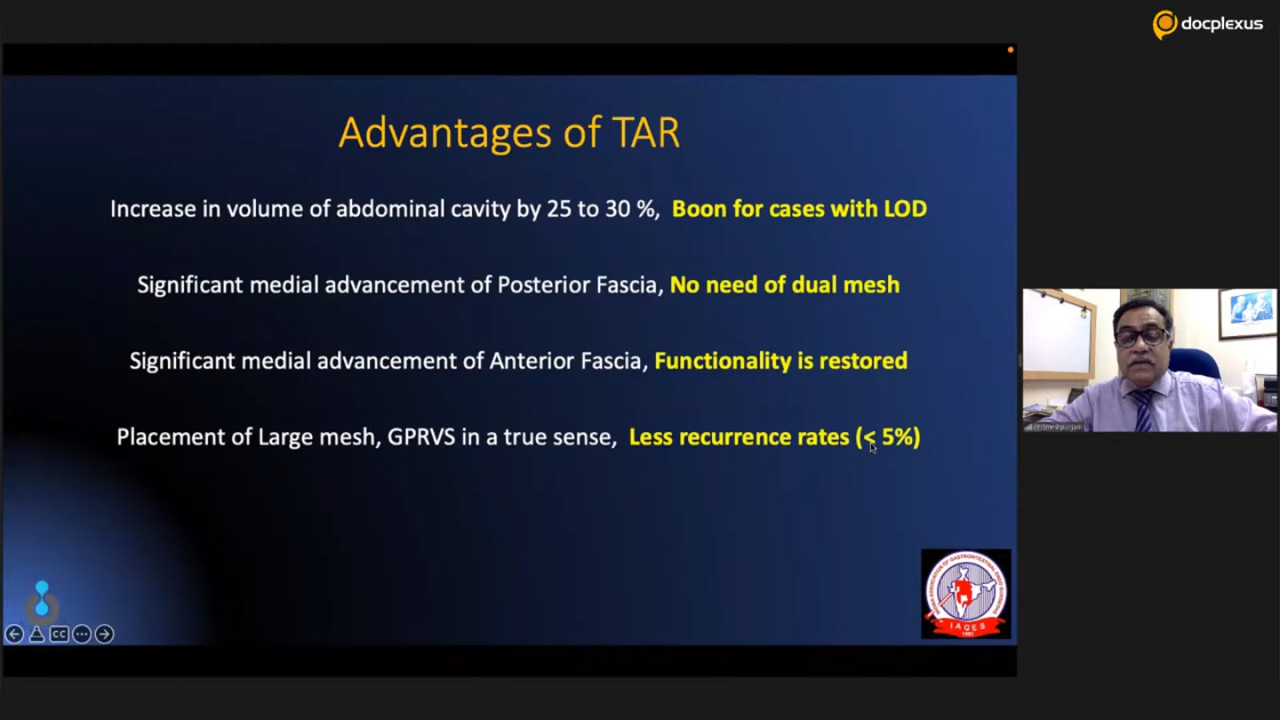 docplexus
Advantages of TAR
Increase in volume of abdominal cavity by 25 to 30 %, Boon for cases with LOD
Significant medial advancement of Posterior Fascia, No need of dual mesh
Significant medial advancement of Anterior Fascia, Functionality is restored
Placement of Large mesh, GPRVS in a true sense, Less recurrence rates (< 5%)
IAGES
CC